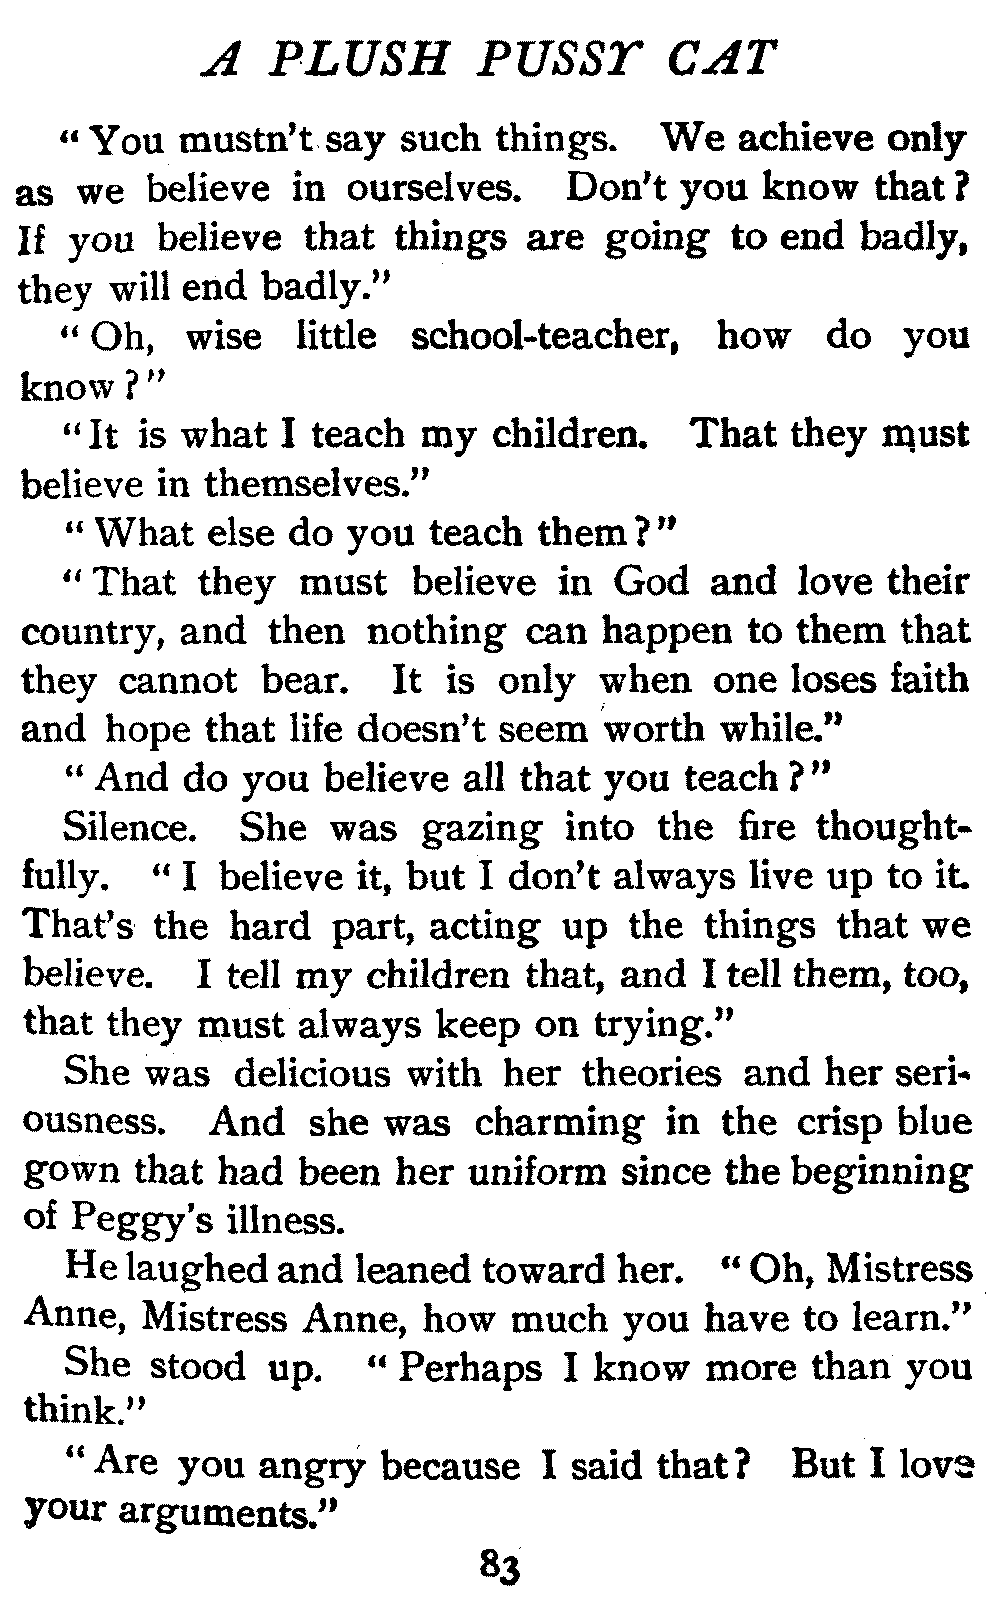 A PLUSH PUSSY CAT
"You mustn't say such things. We achieve only
as we believe in ourselves. Don't you know that?
If you believe that things are going to end badly,
they will end badly."
"Oh, wise little school-teacher, how do you
know?"
"It is what I teach my children. That they must
believe in themselves."
"What else do you teach them?"
"That they must believe in God and love their
country, and then nothing can happen to them that
they cannot bear. It is only when one loses faith
and hope that life doesn't seem worth while."
"And do you believe all that you teach?"
Silence. She was gazing into the fire thought-
fully. "I believe it, but I don't always live up to it.
That's the hard part, acting up the things that we
believe. I tell my children that, and I tell them, too,
that they must always keep on trying."
She was delicious with her theories and her seri-
ousness. And she was charming in the crisp blue
gown that had been her uniform since the beginning
of Peggy's illness.
He laughed and leaned toward her. "Oh, Mistress
Anne, Mistress Anne, how much you have to learn."
She stood up. "Perhaps I know more than you
think."
"Are you angry because I said that? But I love
your arguments."
83